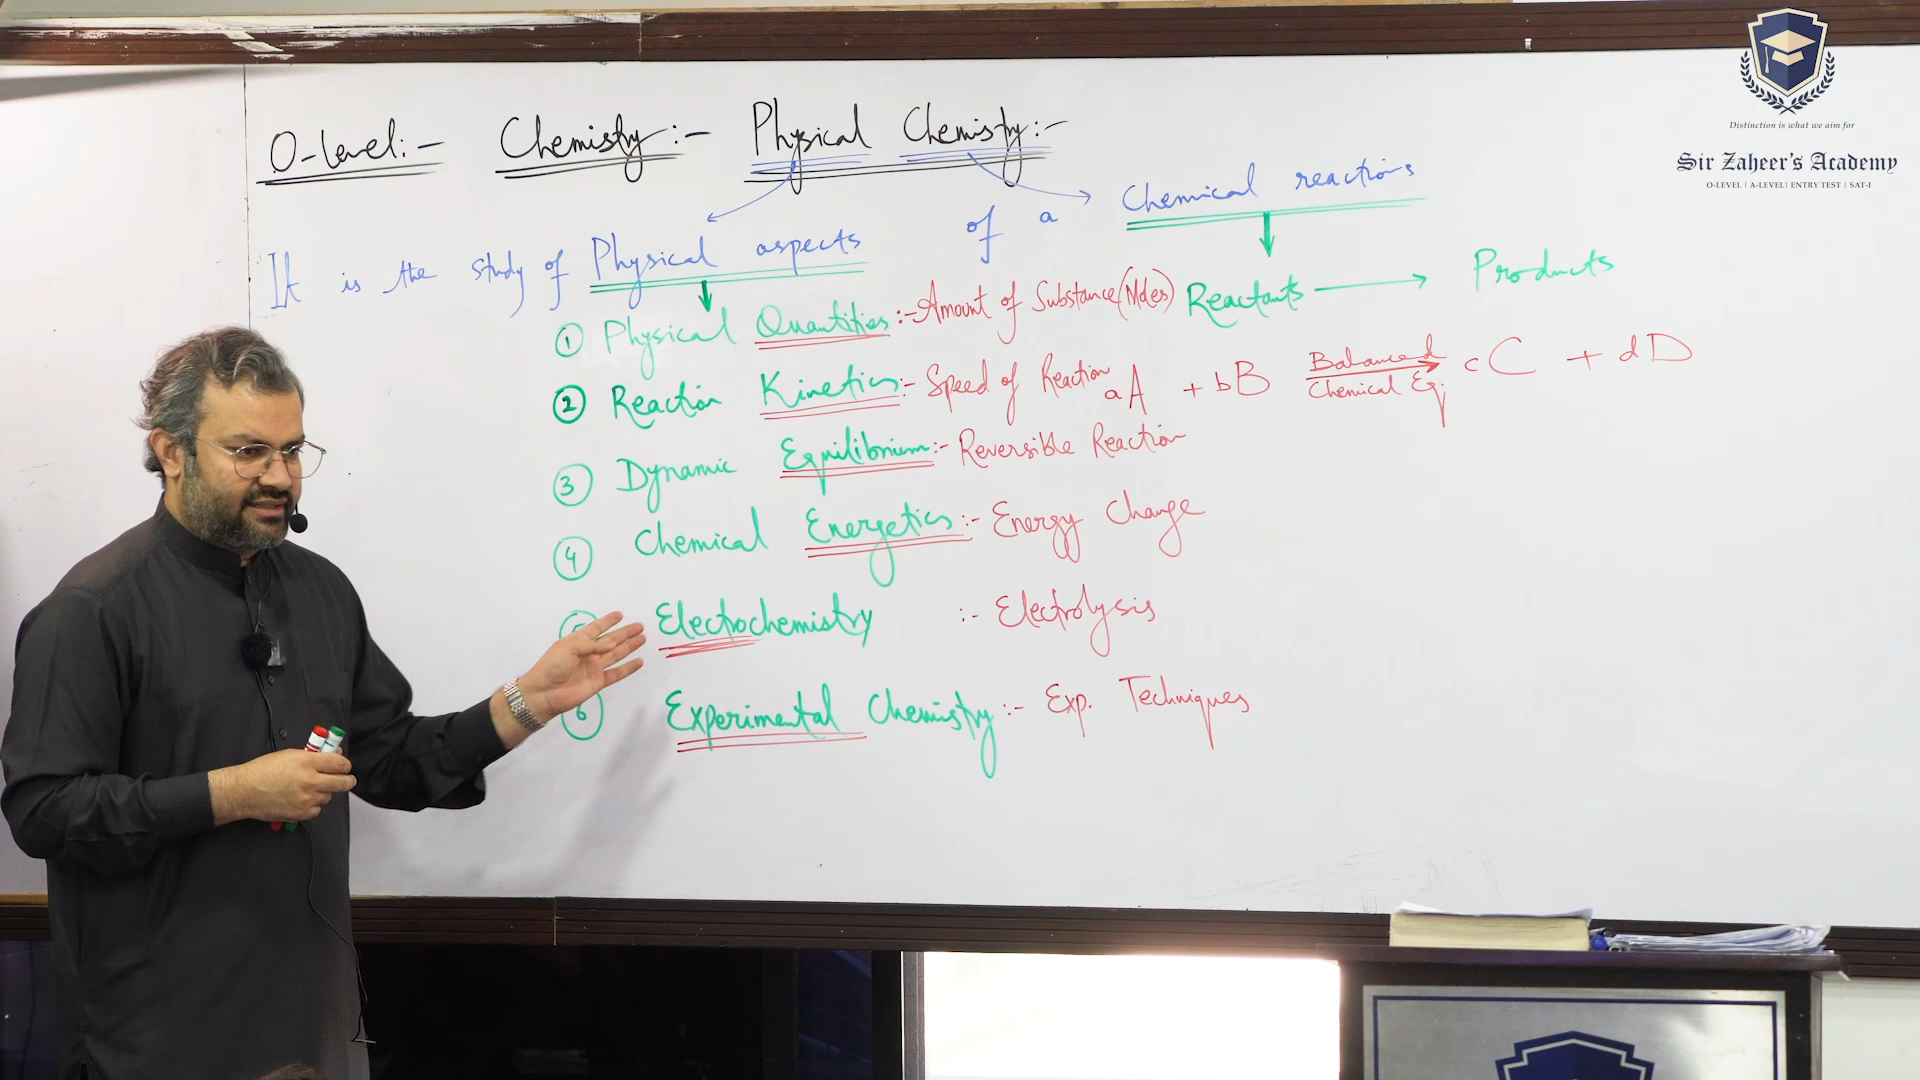 O-level:- Chemistry:- Physical Chemistry:-
It is the study of Physical aspects of a Chemical reactions
Reactants → Products
① Physical Quantities:- Amount of Substance (Moles)
② Reaction Kinetics:- Speed of Reaction
aA + bB Balanced Chemical Eq. → cC + dD
③ Dynamic Equilibrium:- Reversible Reaction
④ Chemical Energetics:- Energy Change
Electrochemistry :- Electrolysis
⑥ Experimental Chemistry:- Exp. Techniques
Distinction is what we aim for
Sir Zaheer's Academy
O-LEVEL | A-LEVEL | ENTRY TEST | SAT-I